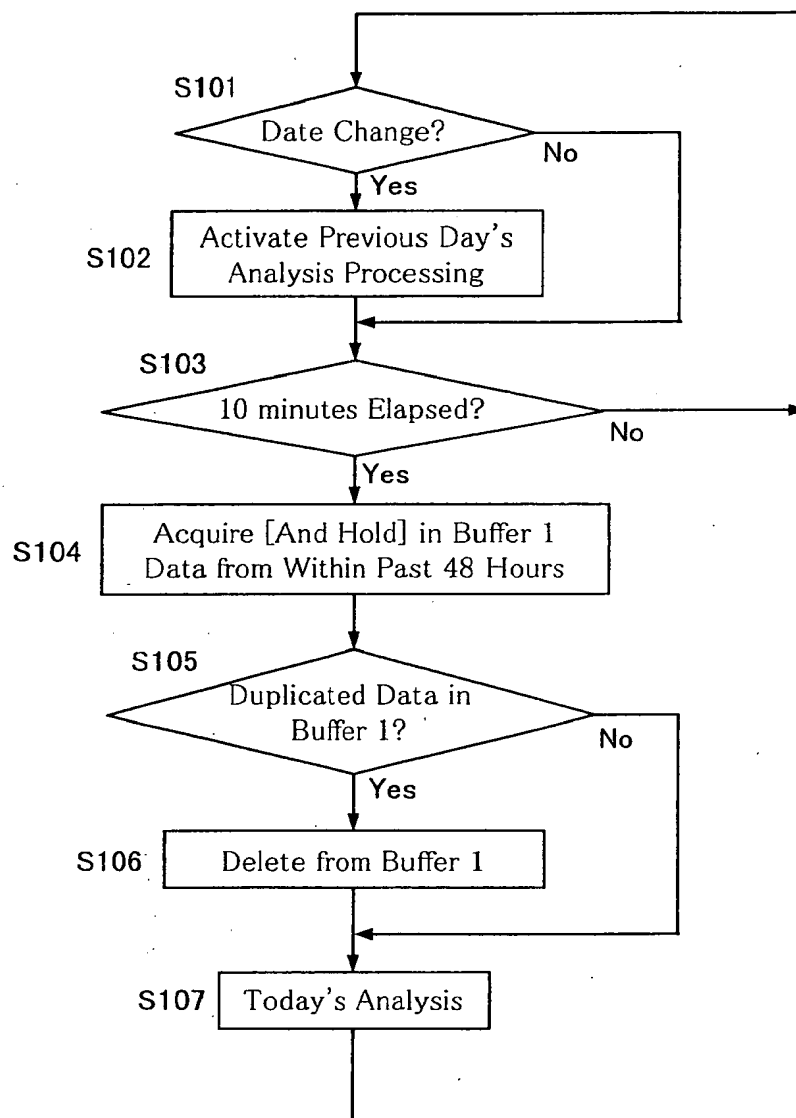 S101
Date Change?
No
Yes
S102
Activate Previous Day's
Analysis Processing
S103
10 minutes Elapsed?
No
Yes
S104
Acquire [And Hold] in Buffer 1
Data from Within Past 48 Hours
S105
Duplicated Data in
Buffer 1?
No
Yes
S106
Delete from Buffer 1
S107
Today's Analysis